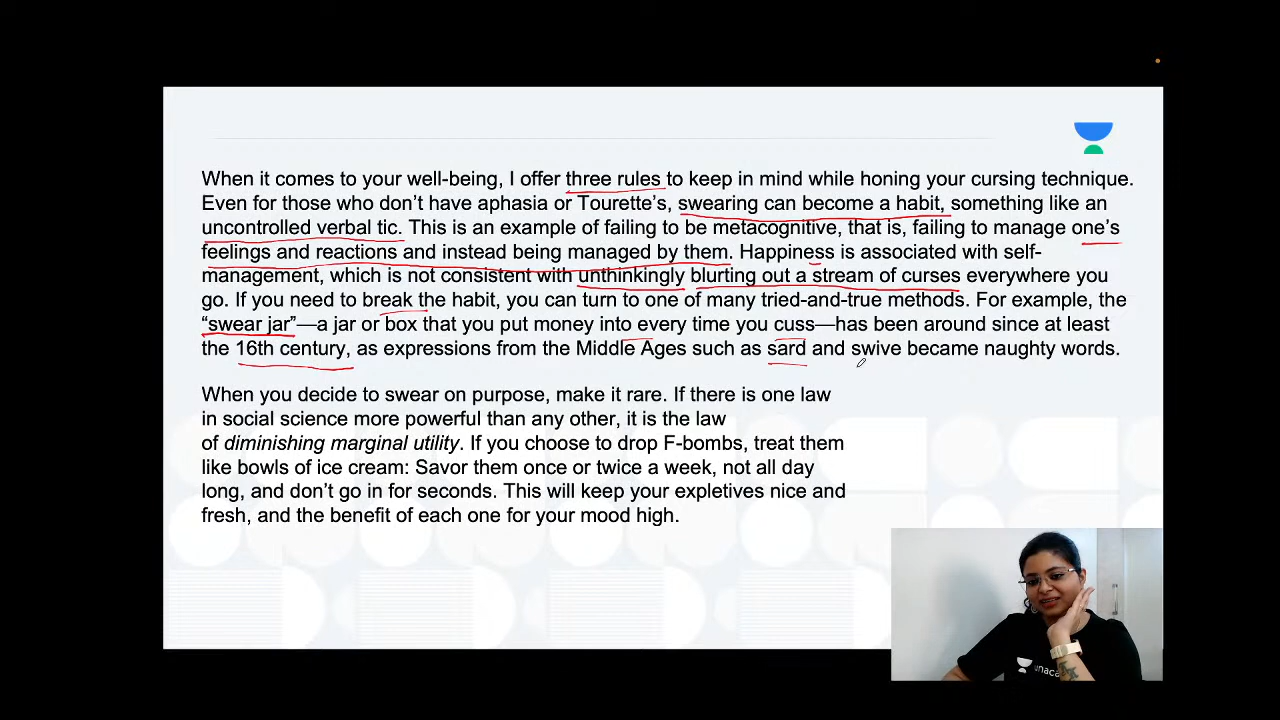 When it comes to your well-being, I offer three rules to keep in mind while honing your cursing technique.
Even for those who don’t have aphasia or Tourette’s, swearing can become a habit, something like an
uncontrolled verbal tic. This is an example of failing to be metacognitive, that is, failing to manage one’s
feelings and reactions and instead being managed by them. Happiness is associated with self-
management, which is not consistent with unthinkingly blurting out a stream of curses everywhere you
go. If you need to break the habit, you can turn to one of many tried-and-true methods. For example, the
“swear jar”—a jar or box that you put money into every time you cuss—has been around since at least
the 16th century, as expressions from the Middle Ages such as sard and swive became naughty words.
When you decide to swear on purpose, make it rare. If there is one law
in social science more powerful than any other, it is the law
of diminishing marginal utility. If you choose to drop F-bombs, treat them
like bowls of ice cream: Savor them once or twice a week, not all day
long, and don’t go in for seconds. This will keep your expletives nice and
fresh, and the benefit of each one for your mood high.